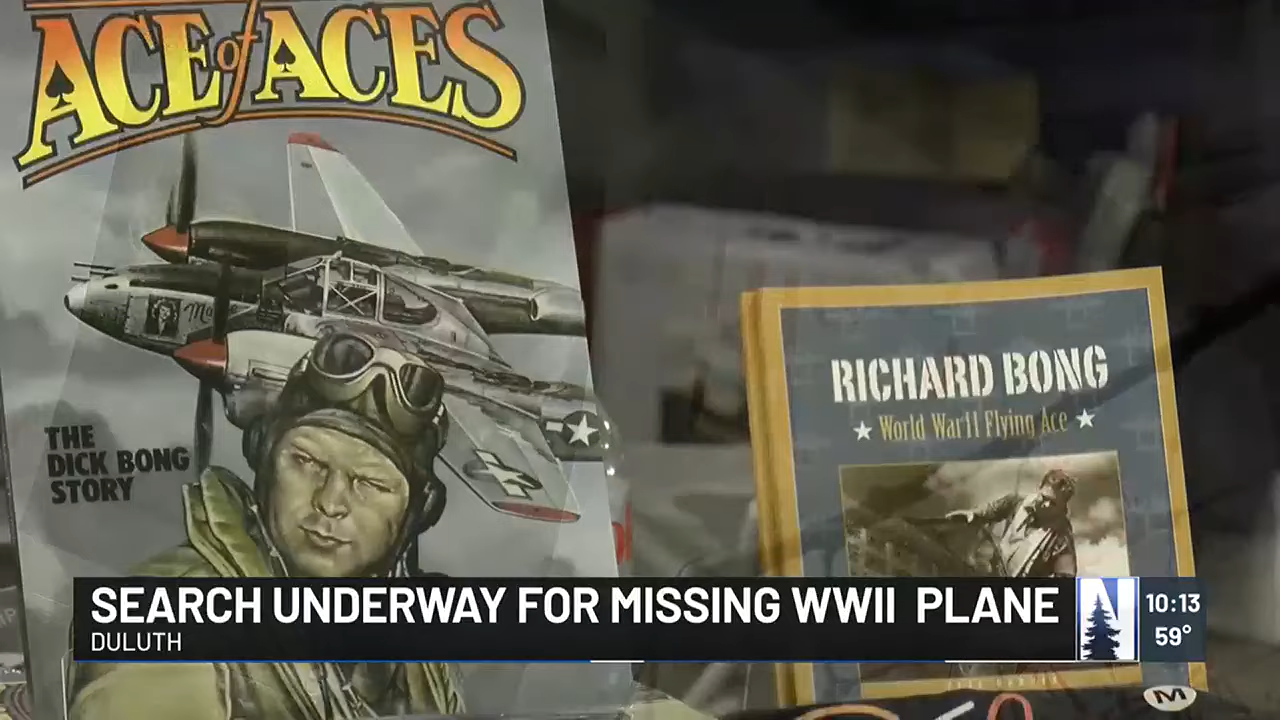 ACE of ACES
THE
DICK BONG
STORY
Ma
RICHARD BONG
World War II Flying Ace
SEARCH UNDERWAY FOR MISSING WWII PLANE
DULUTH
N
10:13
59°
M